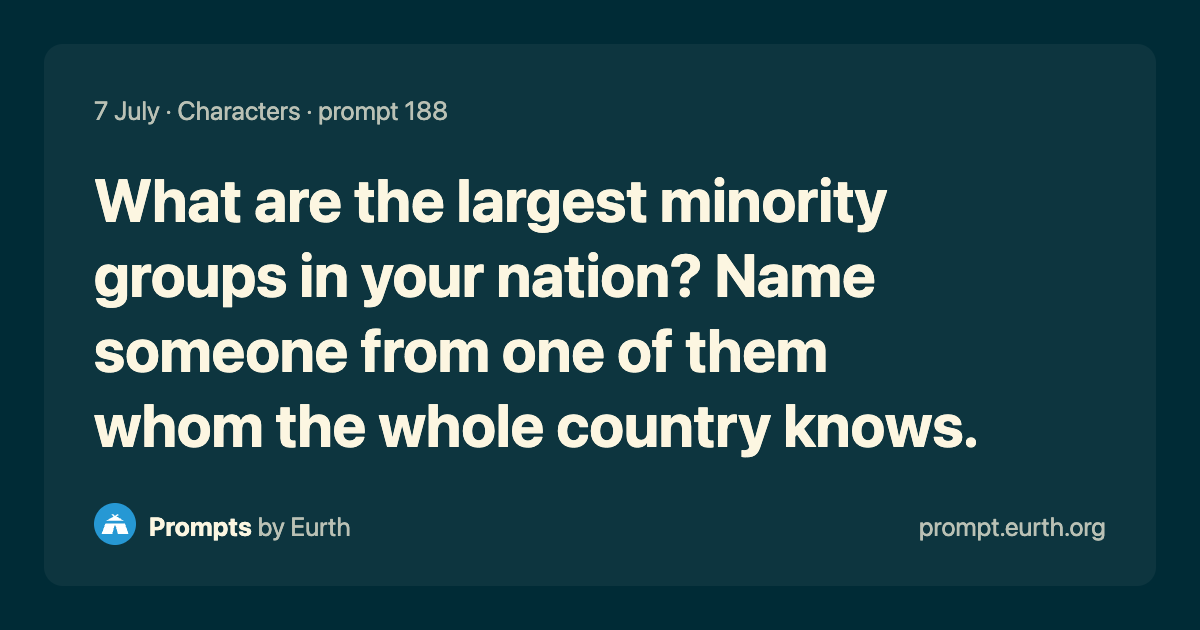 7 July · Characters · prompt 188
What are the largest minority
groups in your nation? Name
someone from one of them
whom the whole country knows.
Prompts by Eurth
prompt.eurth.org